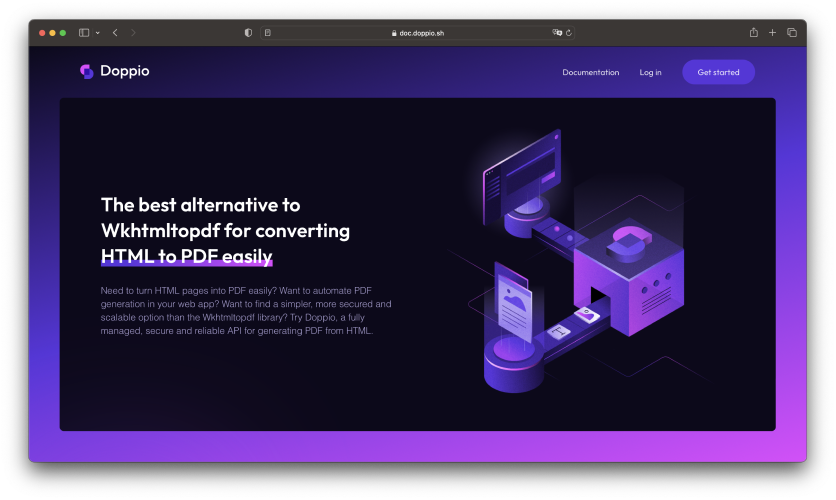 doc.doppio.sh
Doppio
Documentation
Log in
Get started
The best alternative to
Wkhtmltopdf for converting
HTML to PDF easily
Need to turn HTML pages into PDF easily? Want to automate PDF
generation in your web app? Want to find a simpler, more secured and
scalable option than the Wkhtmltopdf library? Try Doppio, a fully
managed, secure and reliable API for generating PDF from HTML.
T